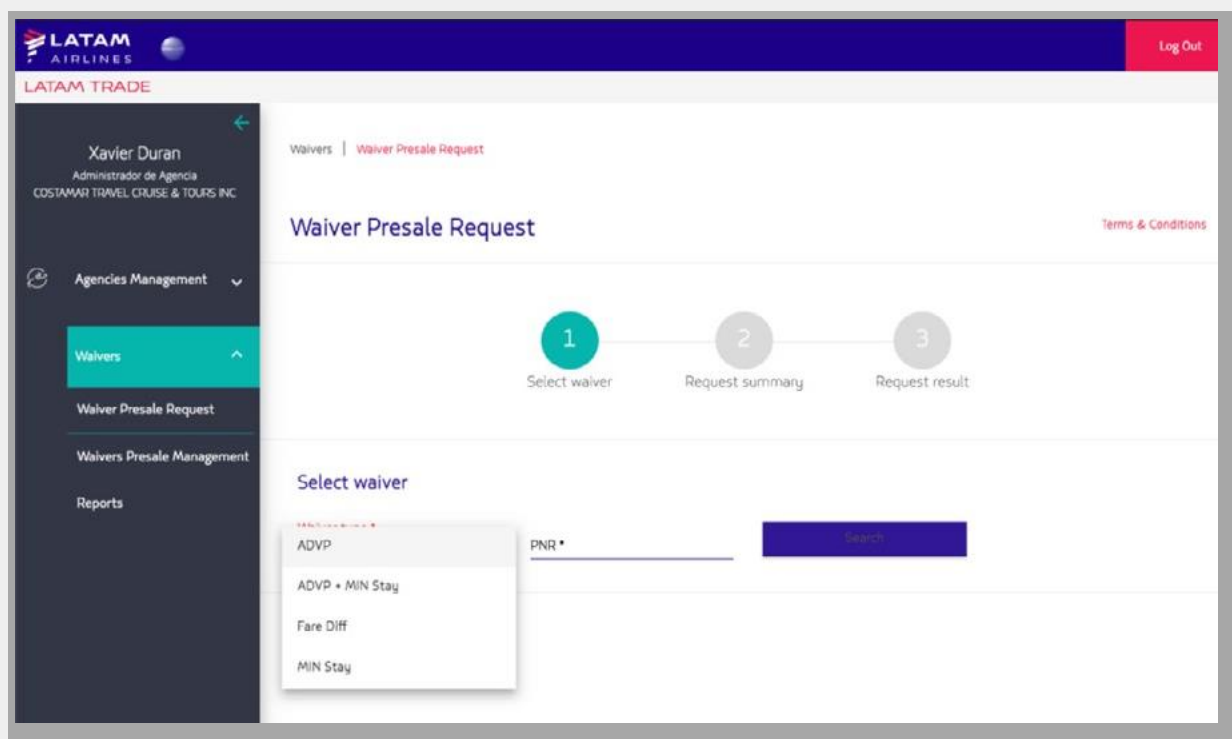 LATAM
AIRLINES
Log Out
LATAM TRADE
Xavier Duran
Administrador de Agencia
COSTAMAR TRAVEL CRUISE & TOURS INC
Agencies Management
Waivers
Waiver Presale Request
Waivers Presale Management
Reports
Waivers | Waiver Presale Request
Waiver Presale Request
Terms & Conditions
1
2
3
Select waiver
Request summary
Request result
Select waiver
PNR *
Search
ADVP
ADVP + MIN Stay
Fare Diff
MIN Stay